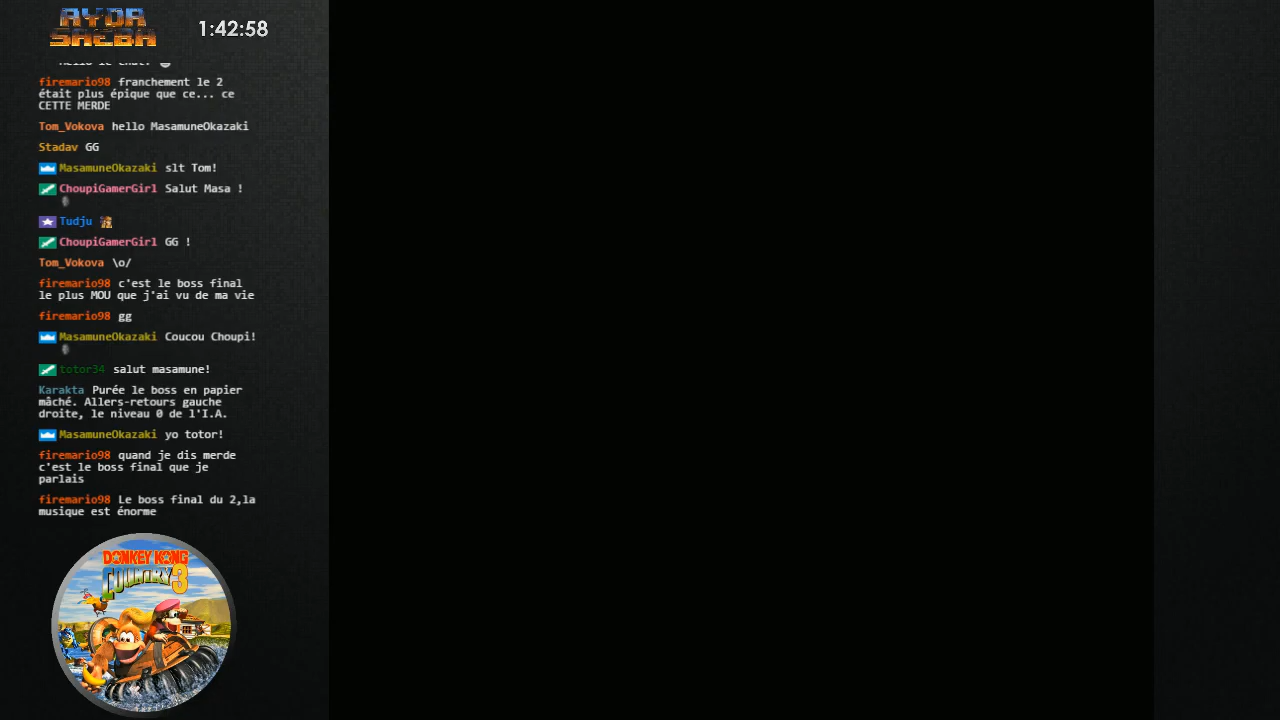 AYDA
SAEBA
1:42:58
Hello le chat!
firemario98 franchement le 2
était plus épique que ce... ce
CETTE MERDE
Tom_Vokova hello MasamuneOkazaki
Stadav GG
MasamuneOkazaki slt Tom!
ChoupiGamerGirl Salut Masa !
Tudju
ChoupiGamerGirl GG !
Tom_Vokova \o/
firemario98 c'est le boss final
le plus MOU que j'ai vu de ma vie
firemario98 gg
MasamuneOkazaki Coucou Choupi!
totor34 salut masamune!
Karakta Purée le boss en papier
mâché. Allers-retours gauche
droite, le niveau 0 de l'I.A.
MasamuneOkazaki yo totor!
firemario98 quand je dis merde
c'est le boss final que je
parlais
firemario98 Le boss final du 2,la
musique est énorme
DONKEY KONG
COUNTRY 3